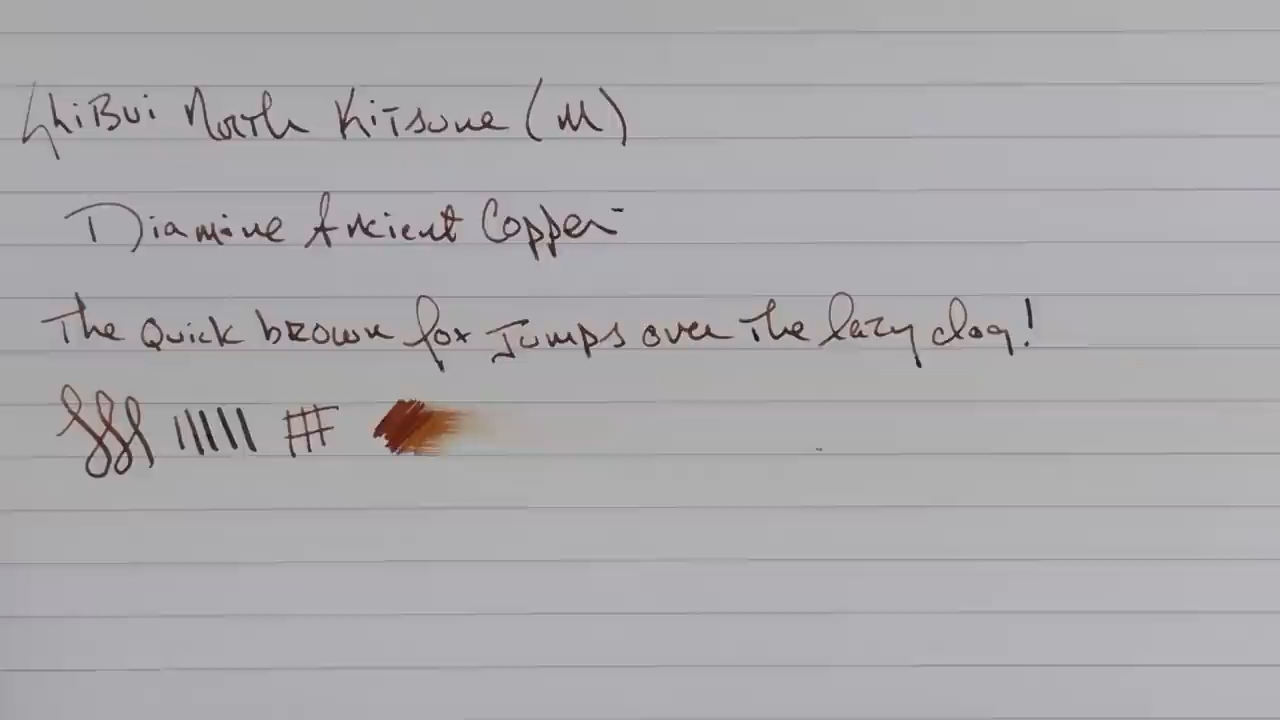 Shibui North Kitsune (M)
Diamine Ancient Copper
The Quick brown fox Jumps over The lazy dog!